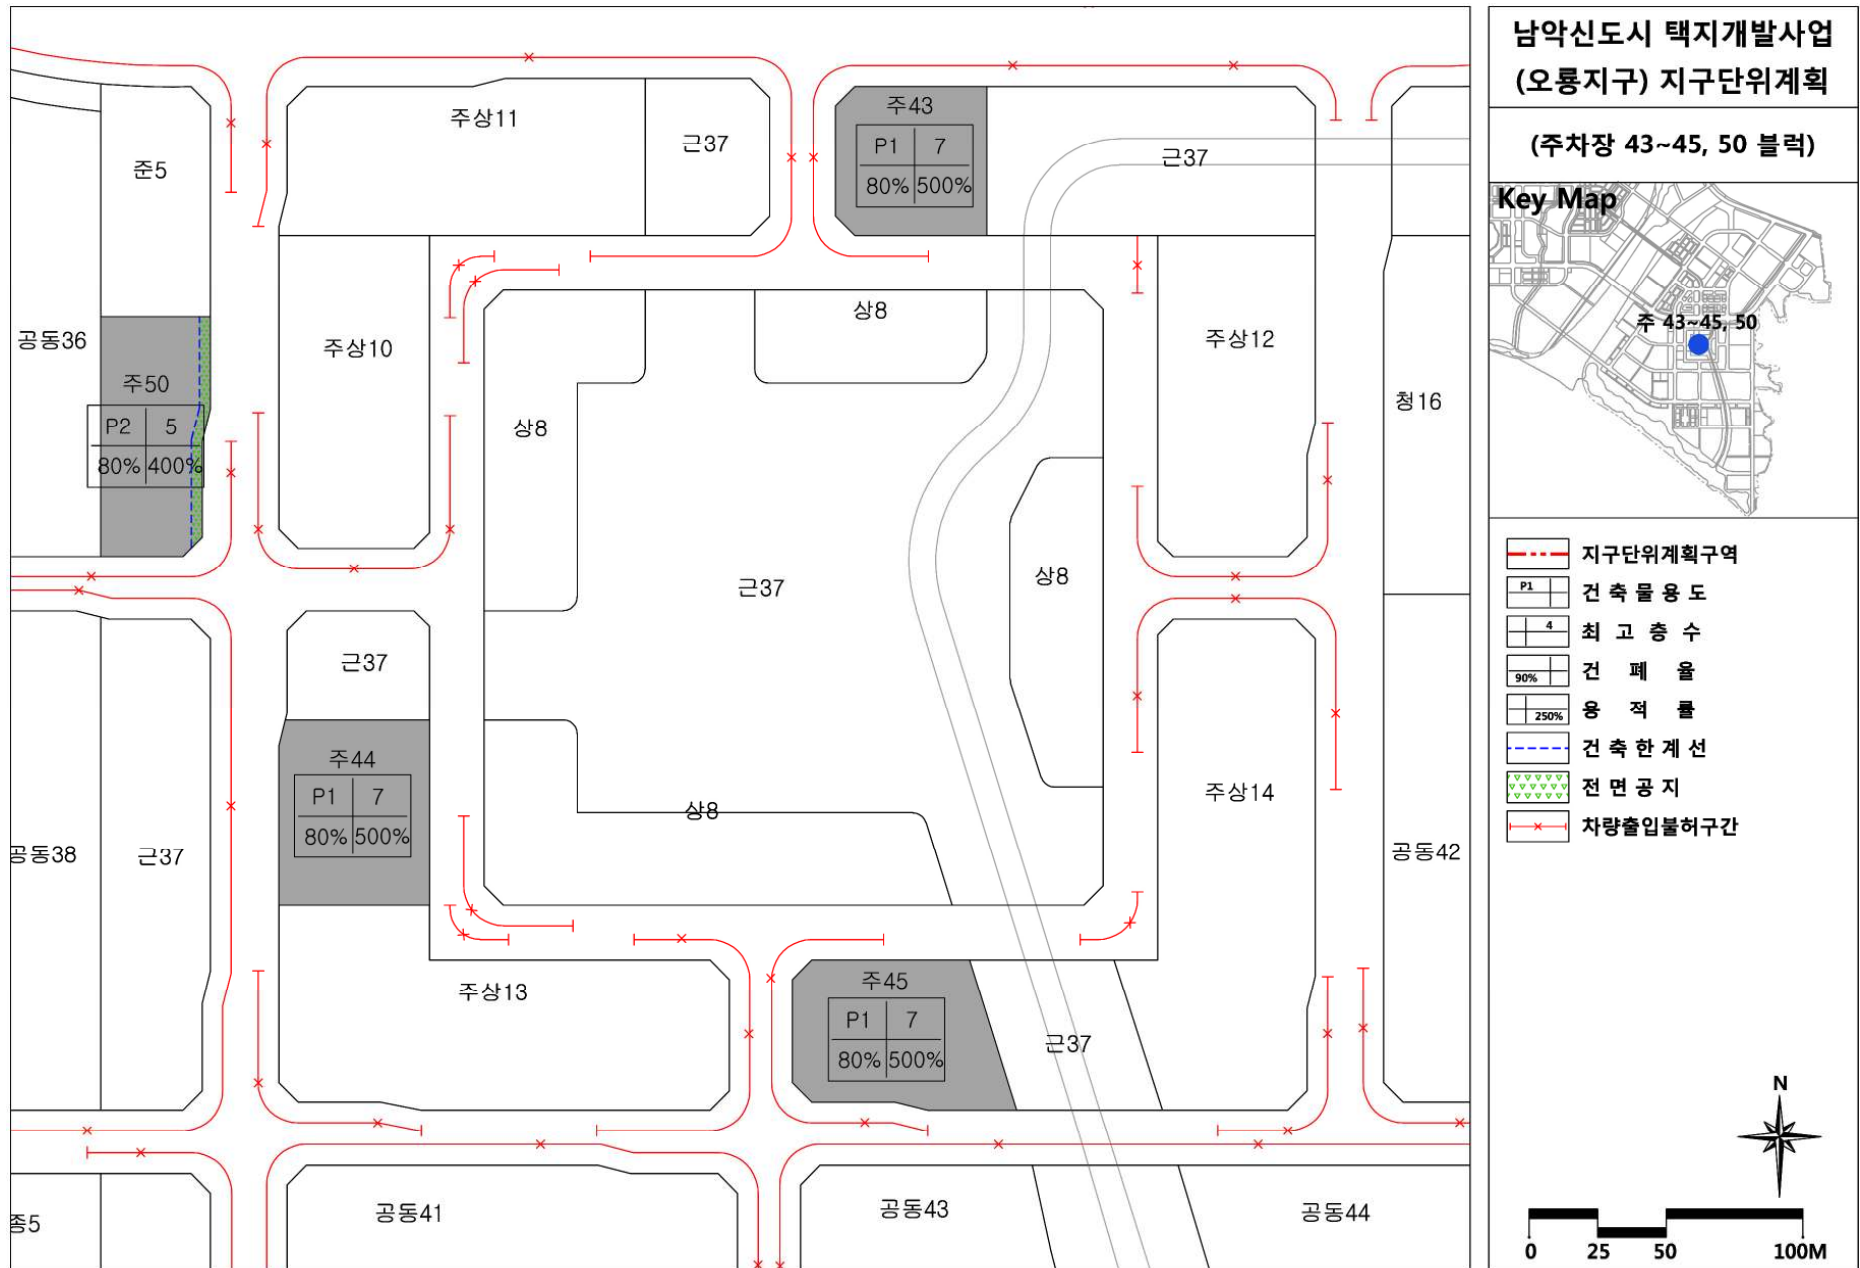 남악신도시 택지개발사업
(오룡지구) 지구단위계획
(주차장 43~45, 50 블럭)
Key Map
주 43~45, 50
지구단위계획구역
P1
건축물용도
4
최고층수
90%
건폐율
250%
용적률
건축한계선
전면공지
차량출입불허구간
N
0 25 50 100M
주상11
근37
주43
P1 7
80% 500%
근37
준5
공동36
주50
P2 5
80% 400%
주상10
상8
상8
주상12
청16
근37
상8
근37
주44
P1 7
80% 500%
상8
주상14
공동38
근37
공동42
주상13
주45
P1 7
80% 500%
근37
공동41
공동43
공동44